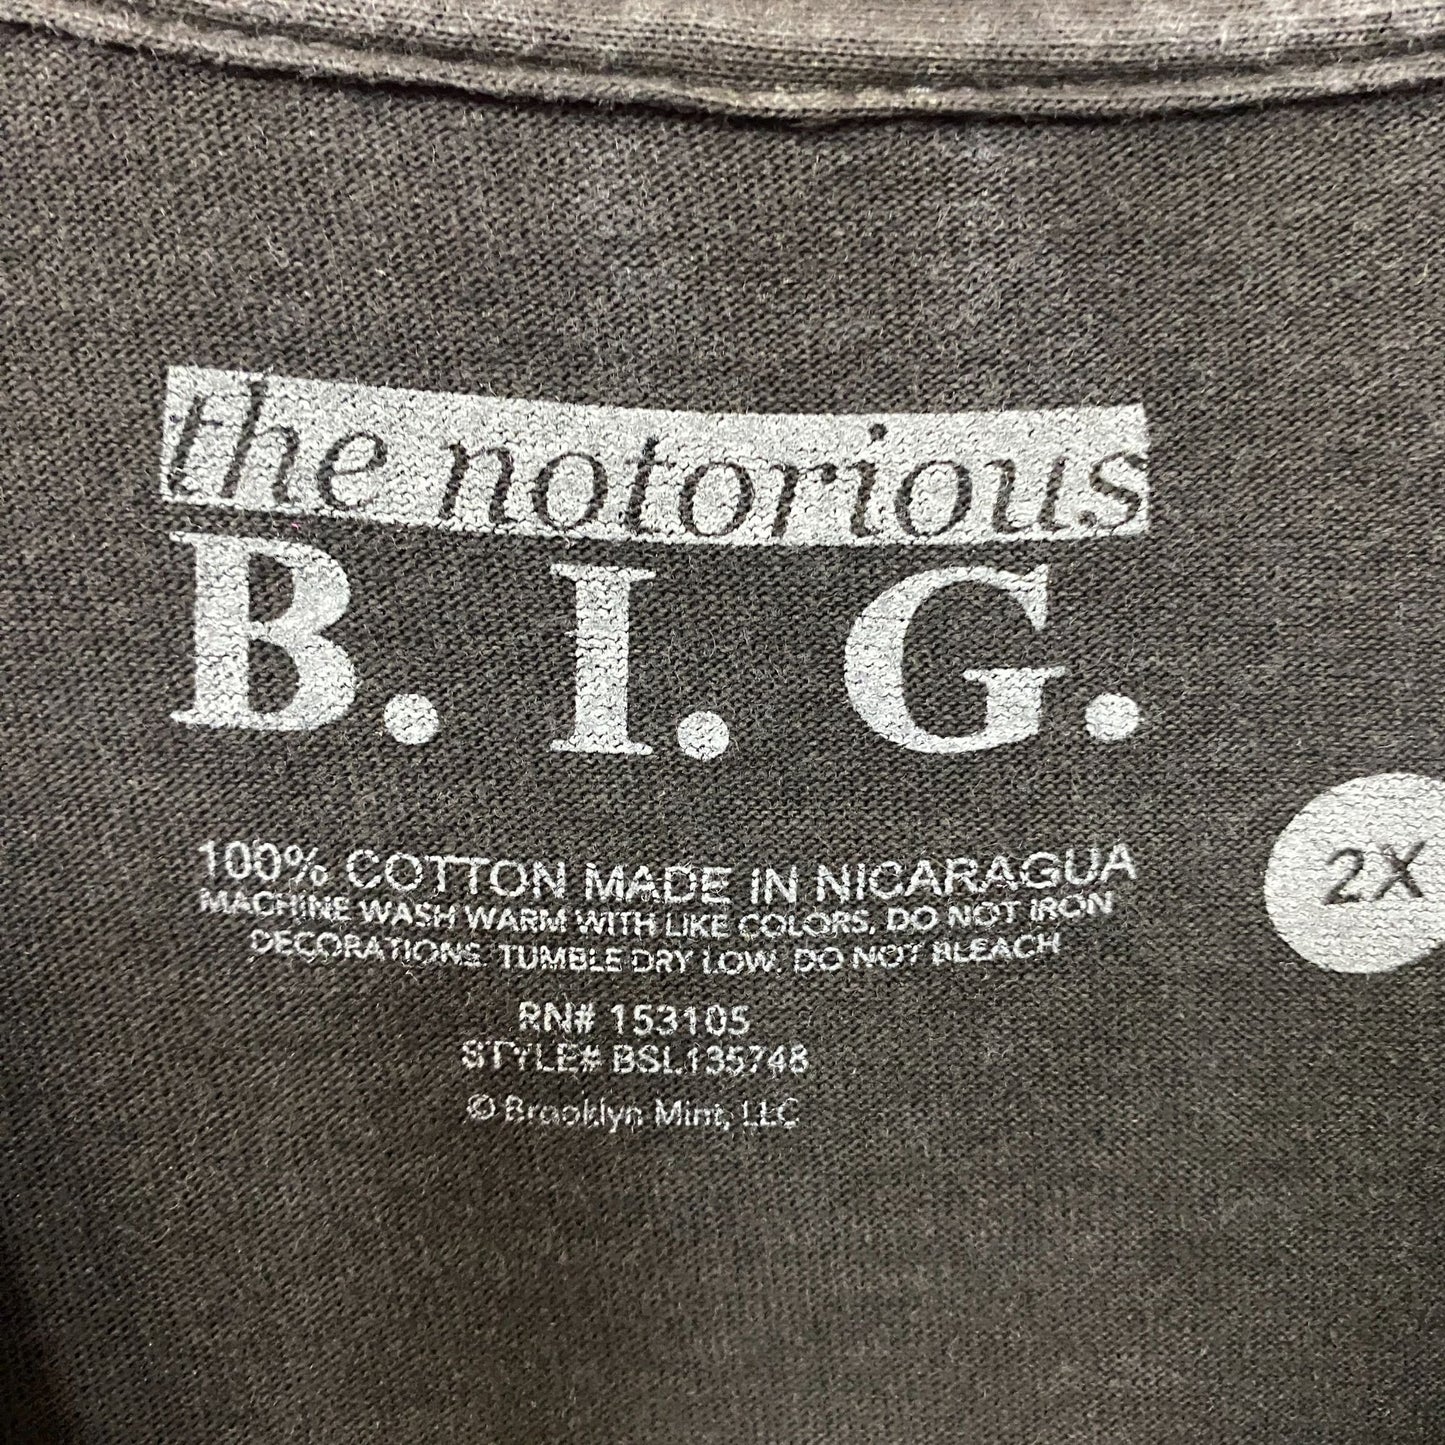 the notorious
B. I. G.
100% COTTON MADE IN NICARAGUA
MACHINE WASH WARM WITH LIKE COLORS. DO NOT IRON
DECORATIONS. TUMBLE DRY LOW. DO NOT BLEACH
RN# 153105
STYLE# BSL135748
© Brooklyn Mint, LLC
2X